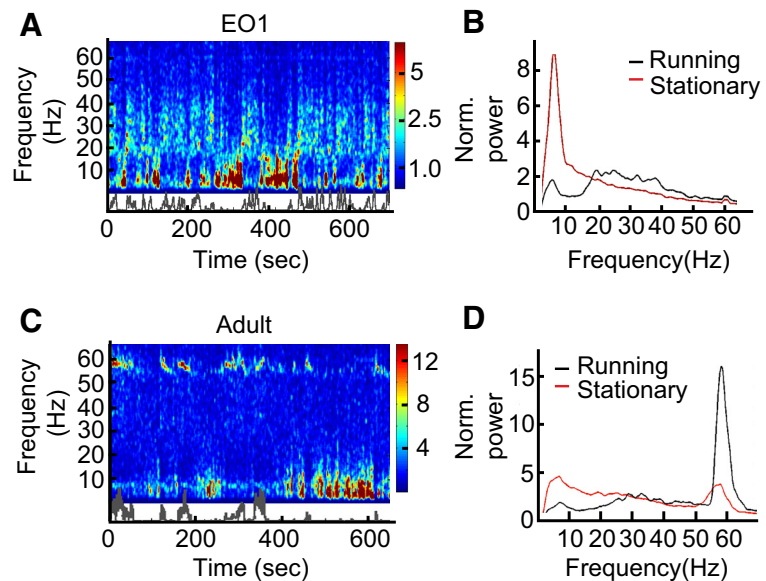 A
EO1
Frequency
(Hz)
60
50
40
30
20
10
5
2.5
1.0
0
200
400
600
Time (sec)
B
Norm.
power
8
6
4
2
0
Running
Stationary
10 20 30 40 50 60
Frequency(Hz)
C
Adult
Frequency
(Hz)
60
50
40
30
20
10
12
8
4
0
200
400
600
Time (sec)
D
Norm.
power
15
10
5
0
Running
Stationary
10 20 30 40 50 60
Frequency(Hz)